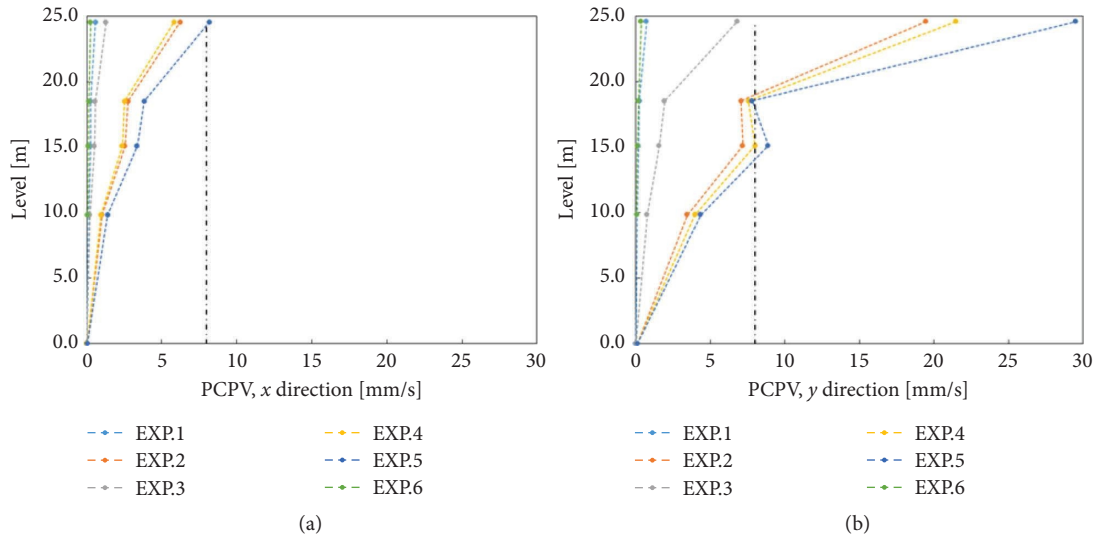 25.0
20.0
15.0
10.0
5.0
0.0
Level [m]
0 5 10 15 20 25 30
PCPV, x direction [mm/s]
EXP.1
EXP.2
EXP.3
EXP.4
EXP.5
EXP.6
(a)
25.0
20.0
15.0
10.0
5.0
0.0
Level [m]
0 5 10 15 20 25 30
PCPV, y direction [mm/s]
EXP.1
EXP.2
EXP.3
EXP.4
EXP.5
EXP.6
(b)